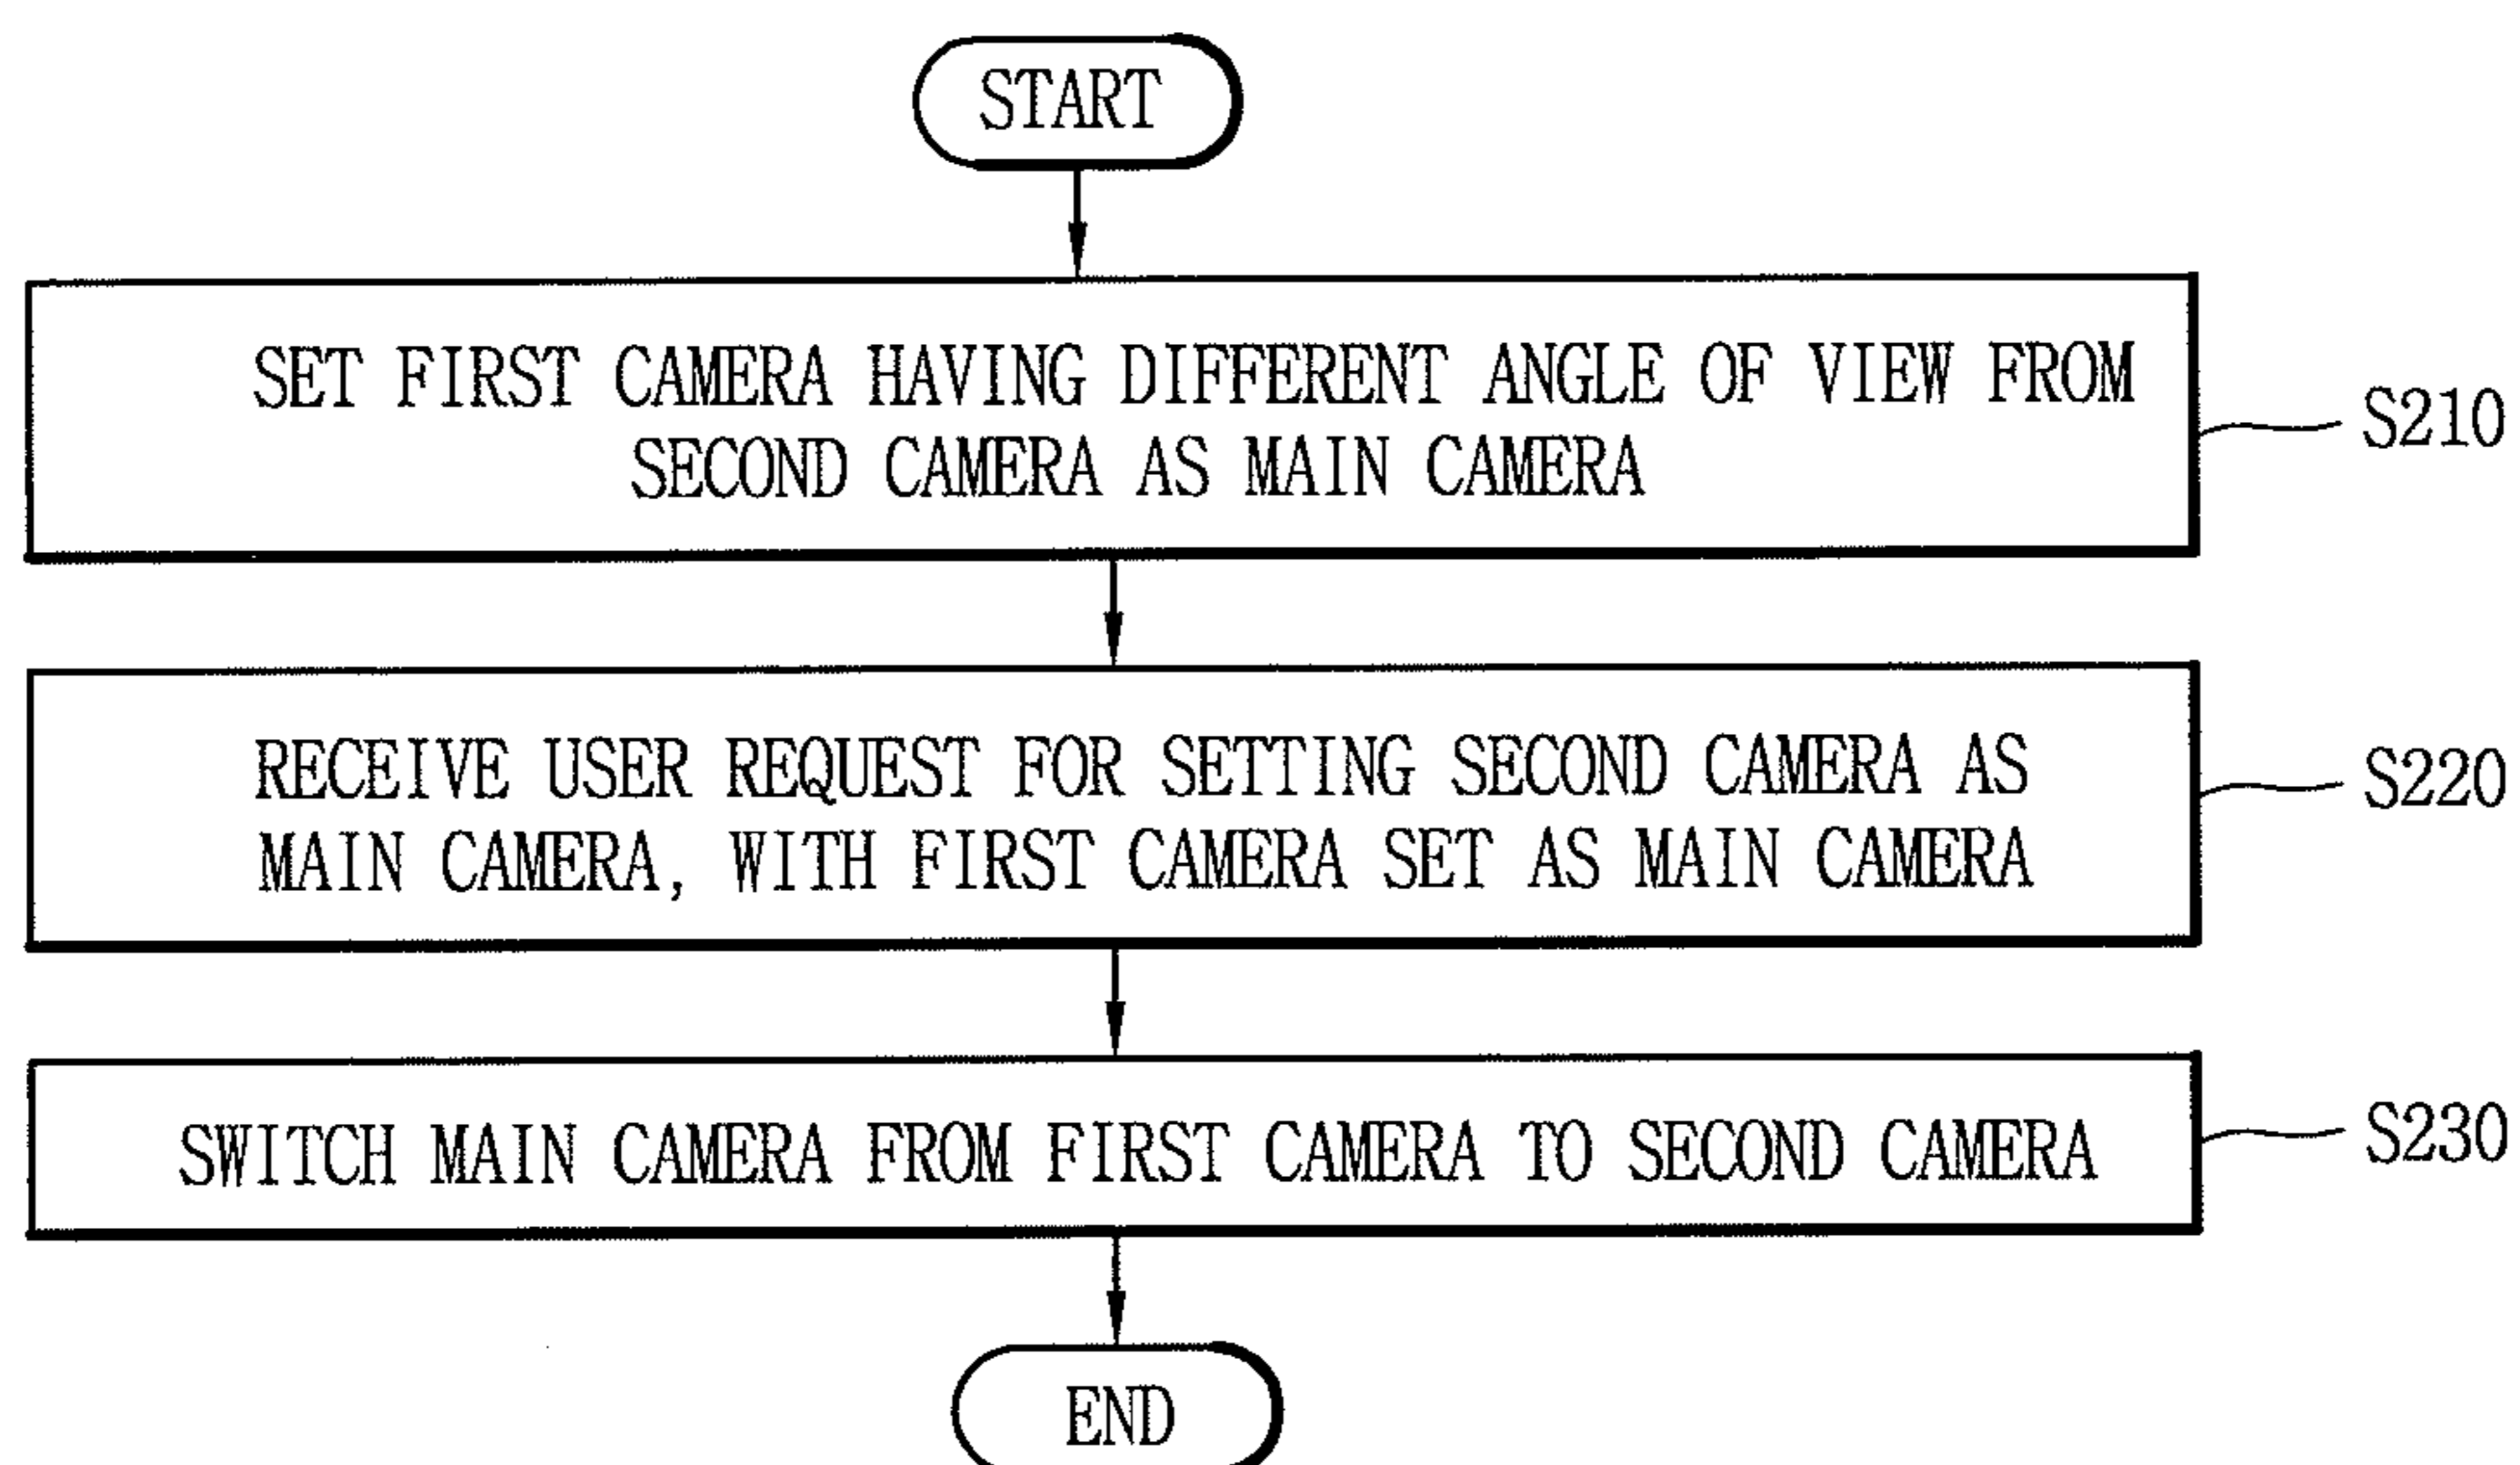 START
SET FIRST CAMERA HAVING DIFFERENT ANGLE OF VIEW FROM
SECOND CAMERA AS MAIN CAMERA
S210
RECEIVE USER REQUEST FOR SETTING SECOND CAMERA AS
MAIN CAMERA, WITH FIRST CAMERA SET AS MAIN CAMERA
S220
SWITCH MAIN CAMERA FROM FIRST CAMERA TO SECOND CAMERA
S230
END